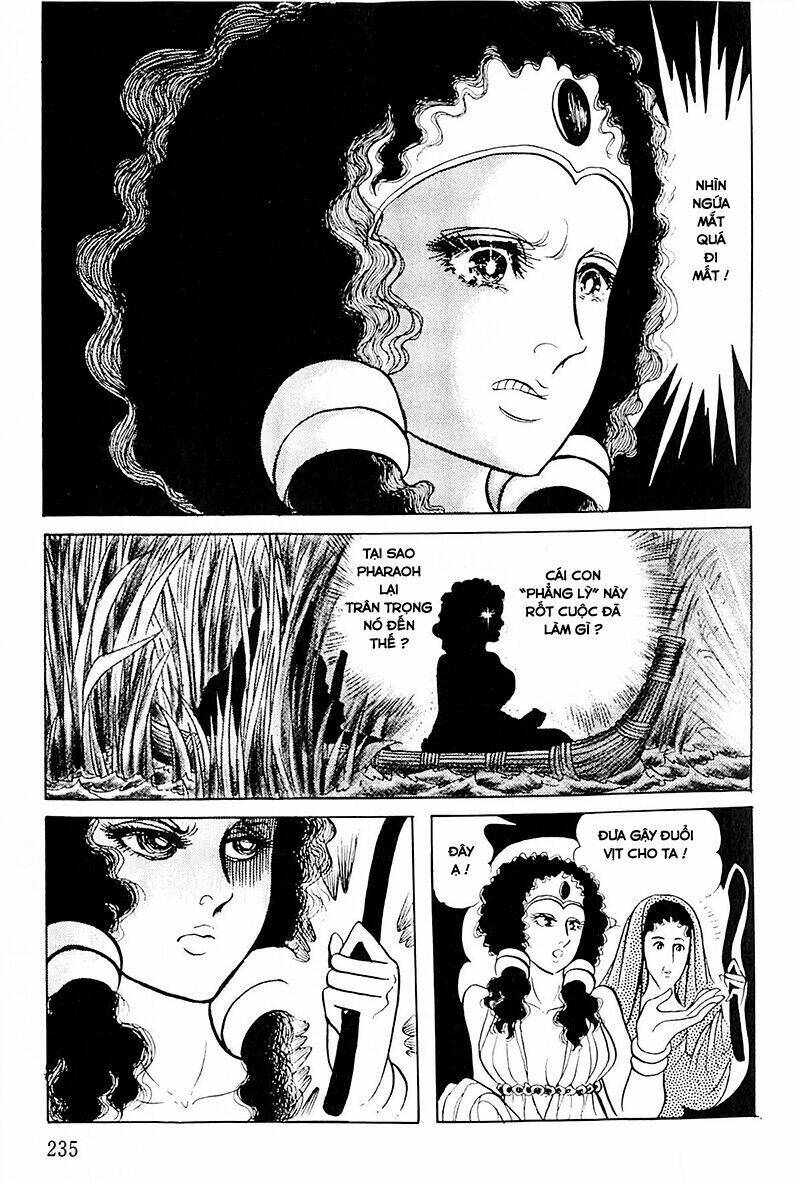 NHÌN
NGỨA
MẮT
QUÁ
ĐI
MẤT !
TẠI SAO
PHARAOH
LẠI
TRÂN TRỌNG
NÓ ĐẾN
THẾ ?
CÁI CON
“PHẲNG LỲ” NÀY
RỐT CUỘC ĐÃ
LÀM GÌ ?
ĐƯA GẬY ĐUỔI
VỊT CHO TA !
ĐÂY
Ạ !
235